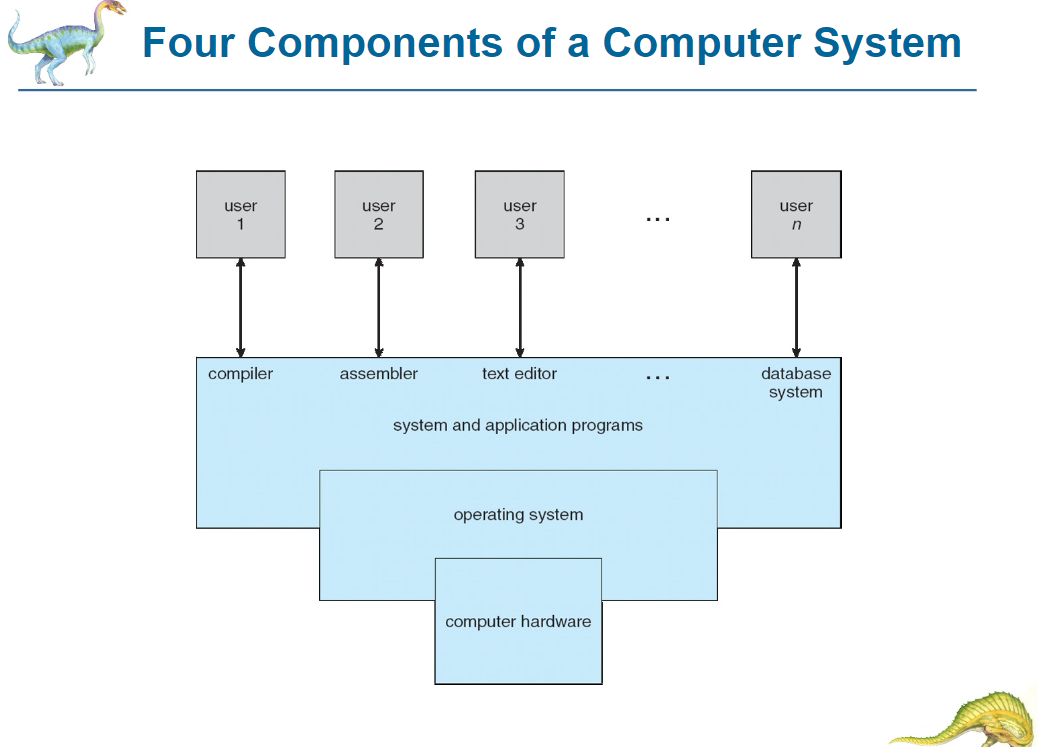 Four Components of a Computer System
user
1
user
2
user
3
...
user
n
compiler
assembler
text editor
...
database
system
system and application programs
operating system
computer hardware